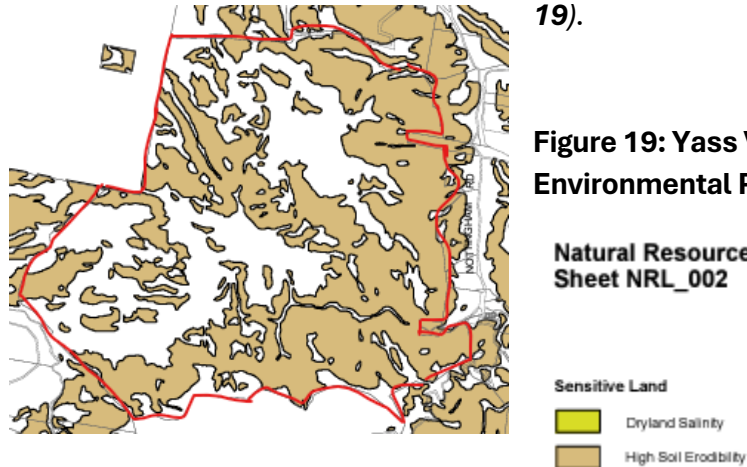 19).
Figure 19: Yass V
Environmental P
NOTTINGHAM RD
Natural Resource
Sheet NRL_002
Sensitive Land
Dryland Salinity
High Soil Erodibility